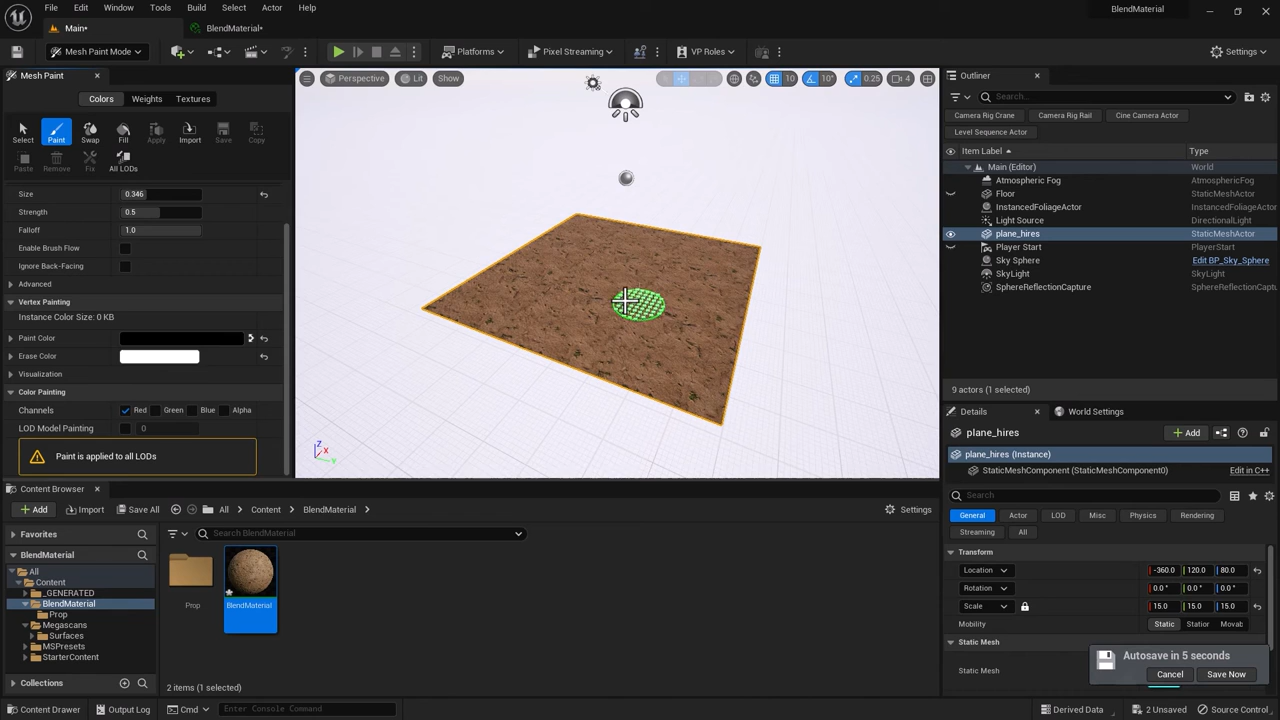 File Edit Window Tools Build Select Actor Help
BlendMaterial
Main•
BlendMaterial•
Mesh Paint Mode
Platforms
Pixel Streaming
VP Roles
Settings
Mesh Paint
Colors Weights Textures
Select Paint Swap Fill Apply Import Save Copy
Paste Remove Fix All LODs
Size 0.346
Strength 0.5
Falloff 1.0
Enable Brush Flow
Ignore Back-Facing
Advanced
Vertex Painting
Instance Color Size: 0 KB
Paint Color
Erase Color
Visualization
Color Painting
Channels Red Green Blue Alpha
LOD Model Painting 0
Paint is applied to all LODs
Perspective Lit Show
10 10° 0.25 4
Z X Y
Outliner
Search...
Camera Rig Crane Camera Rig Rail Cine Camera Actor
Level Sequence Actor
Item Label Type
Main (Editor) World
Atmospheric Fog AtmosphericFog
Floor StaticMeshActor
InstancedFoliageActor InstancedFoliageActor
Light Source DirectionalLight
plane_hires StaticMeshActor
Player Start PlayerStart
Sky Sphere Edit BP_Sky_Sphere
SkyLight SkyLight
SphereReflectionCapture SphereReflectionCapture
9 actors (1 selected)
Details World Settings
plane_hires
Add
plane_hires (Instance)
StaticMeshComponent (StaticMeshComponent0) Edit in C++
Search
General Actor LOD Misc Physics Rendering
Streaming All
Transform
Location -360.0 120.0 80.0
Rotation 0.0 ° 0.0 ° 0.0 °
Scale 15.0 15.0 15.0
Mobility Static Station Movab
Static Mesh
Static Mesh
Autosave in 5 seconds
Cancel Save Now
Content Browser
Add Import Save All All Content BlendMaterial Settings
Favorites
BlendMaterial
All
Content
_GENERATED
BlendMaterial
Prop
Megascans
Surfaces
MSPresets
StarterContent
Collections
Search BlendMaterial
Prop
BlendMaterial
2 items (1 selected)
Content Drawer Output Log Cmd Enter Console Command
Derived Data 2 Unsaved Source Control